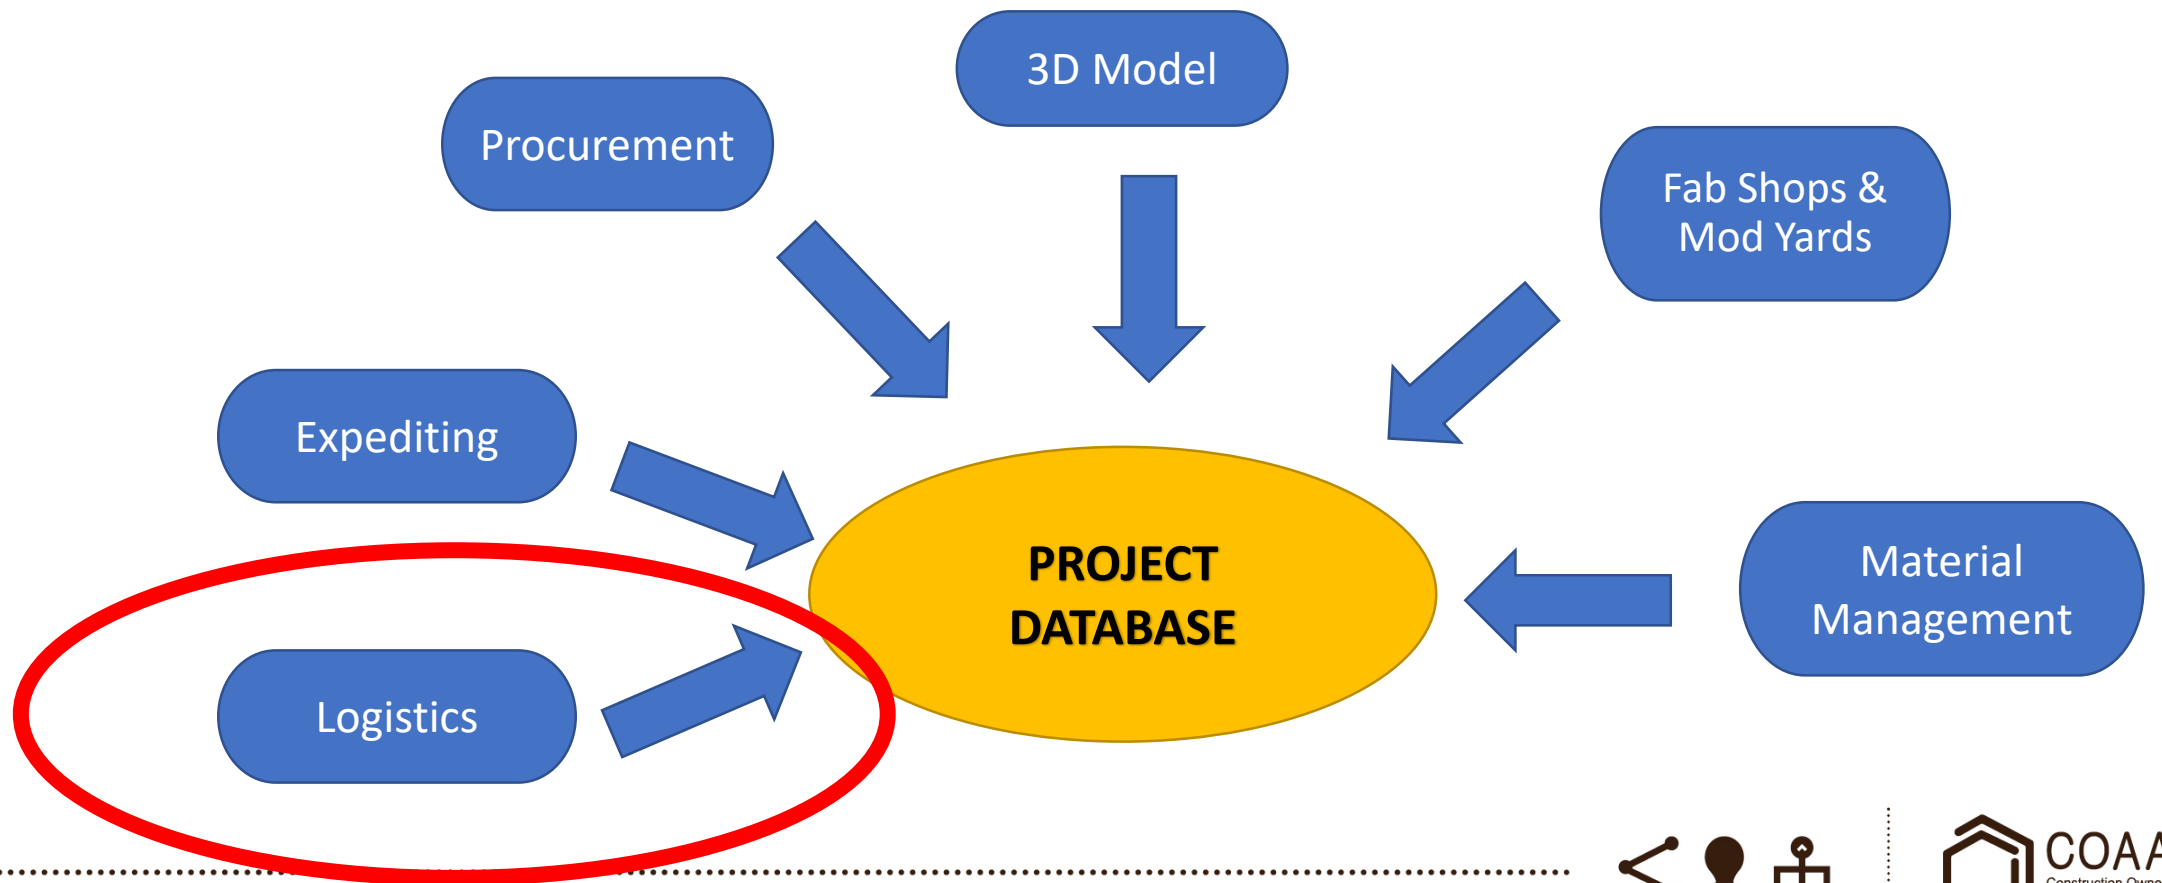 3D Model
Procurement
Fab Shops &
Mod Yards
Expediting
PROJECT
DATABASE
Material
Management
Logistics
COAA